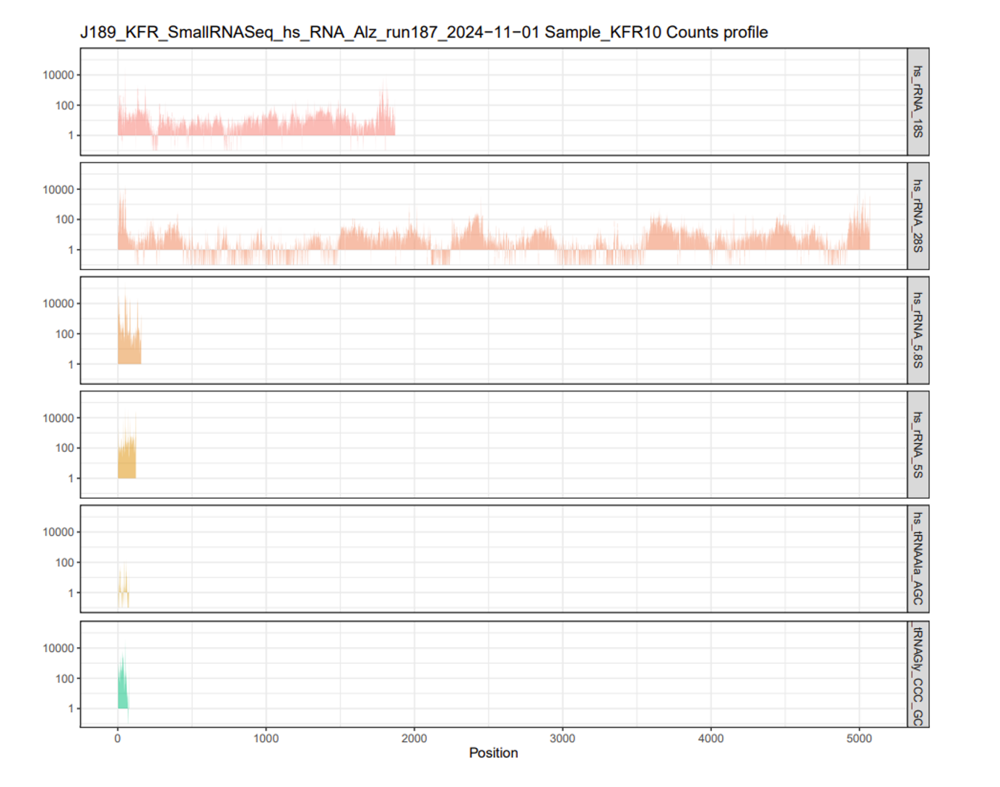 J189_KFR_SmallRNASeq_hs_RNA_Alz_run187_2024−11−01 Sample_KFR10 Counts profile
10000
100
1
hs_rRNA_18S
10000
100
1
hs_rRNA_28S
10000
100
1
hs_rRNA_5.8S
10000
100
1
hs_rRNA_5S
10000
100
1
hs_tRNAAla_AGC
10000
100
1
_tRNAGly_CCC_GC
0 1000 2000 3000 4000 5000
Position